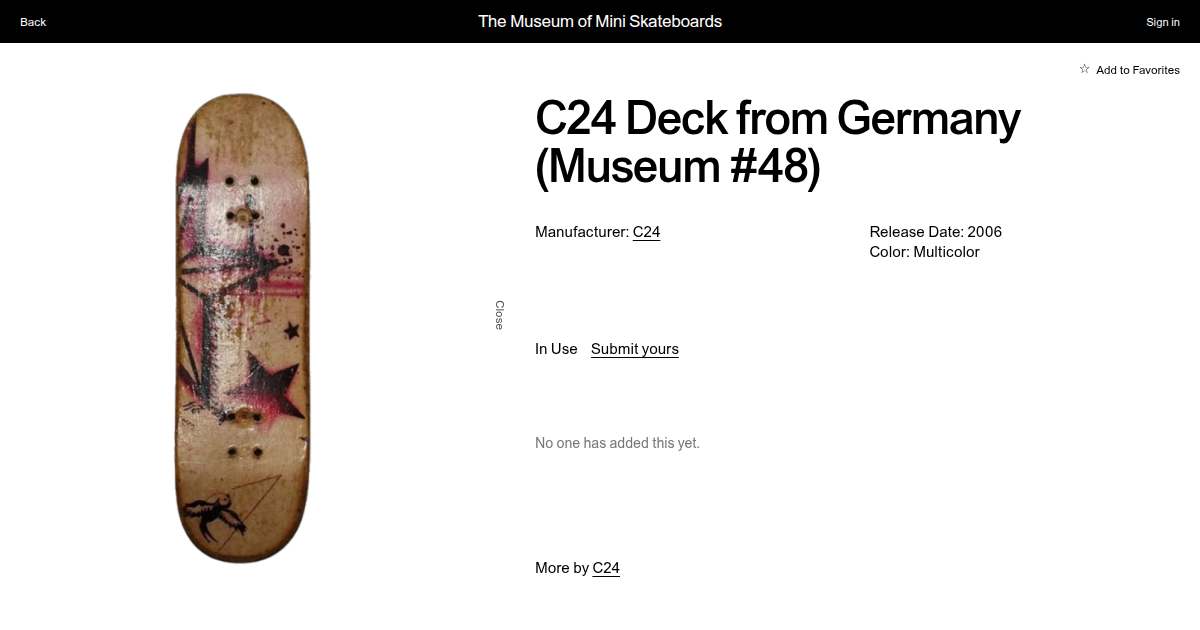 Back
The Museum of Mini Skateboards
Sign in
☆ Add to Favorites
C24 Deck from Germany
(Museum #48)
Manufacturer: C24
Release Date: 2006
Color: Multicolor
Close
In Use Submit yours
No one has added this yet.
More by C24